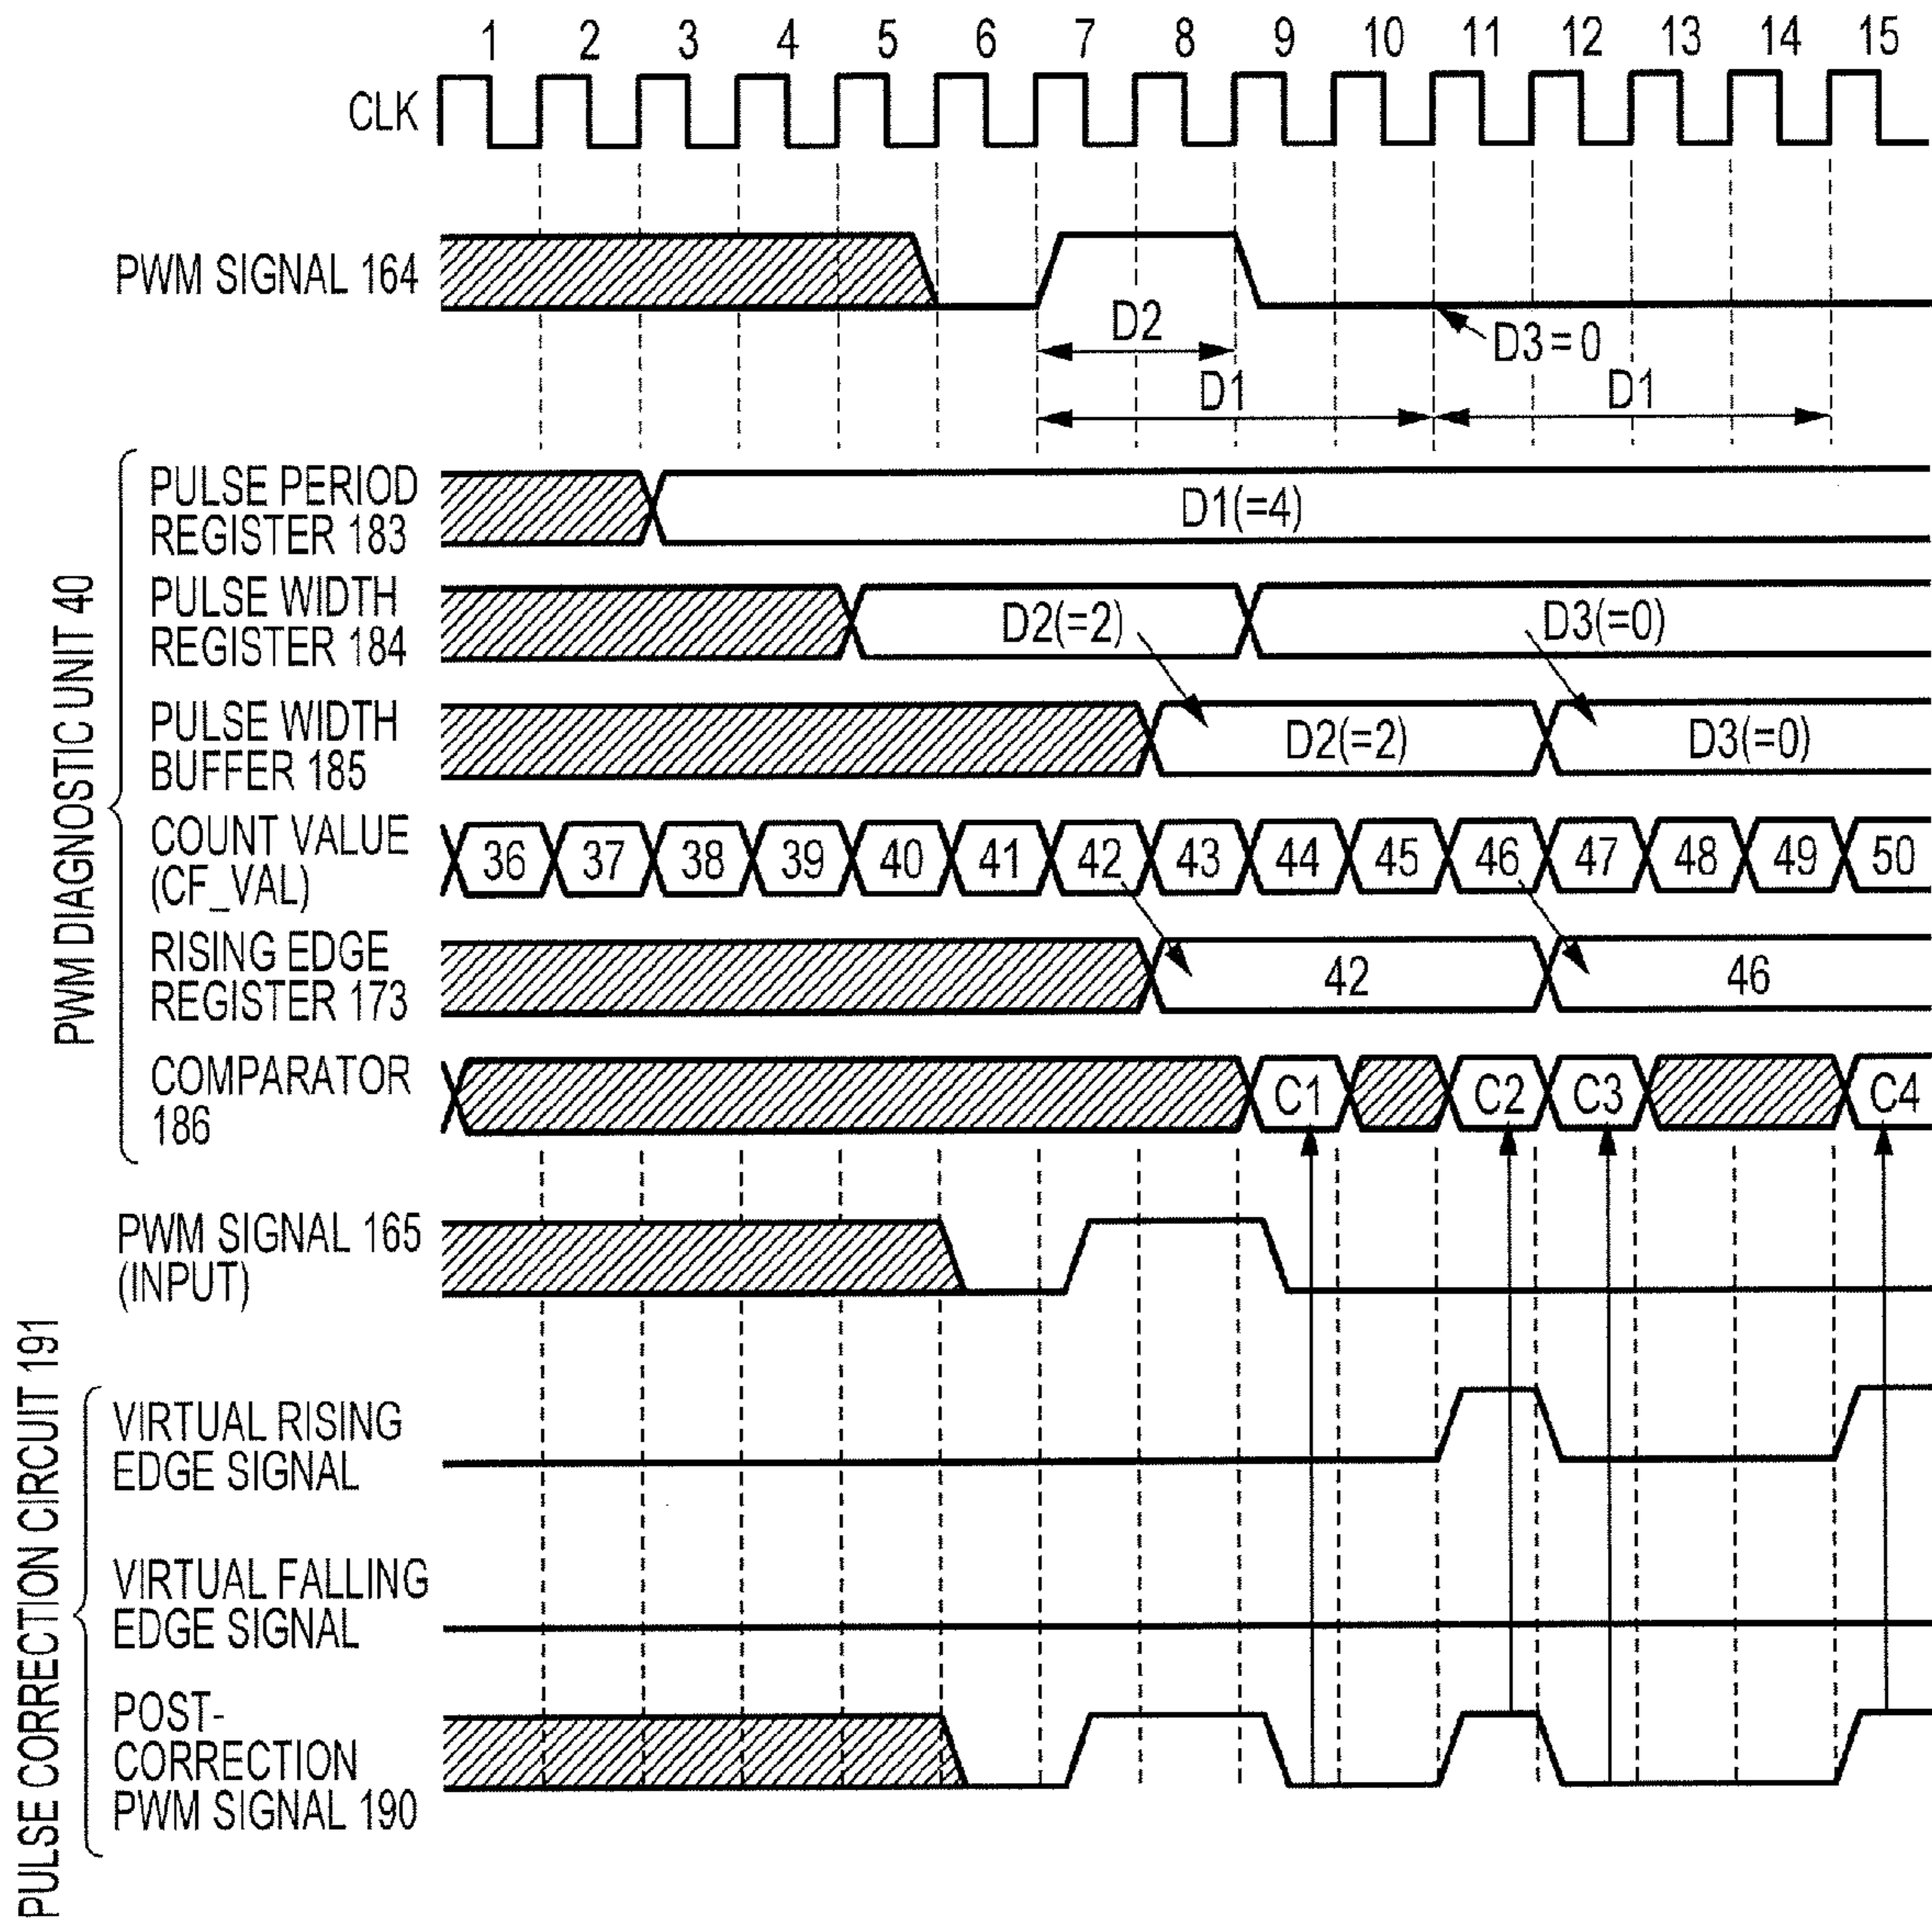 1 2 3 4 5 6 7 8 9 10 11 12 13 14 15
CLK
PWM SIGNAL 164
D2
D3=0
D1
D1
PWM DIAGNOSTIC UNIT 40
PULSE PERIOD
REGISTER 183
D1(=4)
PULSE WIDTH
REGISTER 184
D2(=2)
D3(=0)
PULSE WIDTH
BUFFER 185
D2(=2)
D3(=0)
COUNT VALUE
(CF_VAL)
36 37 38 39 40 41 42 43 44 45 46 47 48 49 50
RISING EDGE
REGISTER 173
42
46
COMPARATOR
186
C1 C2 C3 C4
PWM SIGNAL 165
(INPUT)
PULSE CORRECTION CIRCUIT 191
VIRTUAL RISING
EDGE SIGNAL
VIRTUAL FALLING
EDGE SIGNAL
POST-
CORRECTION
PWM SIGNAL 190